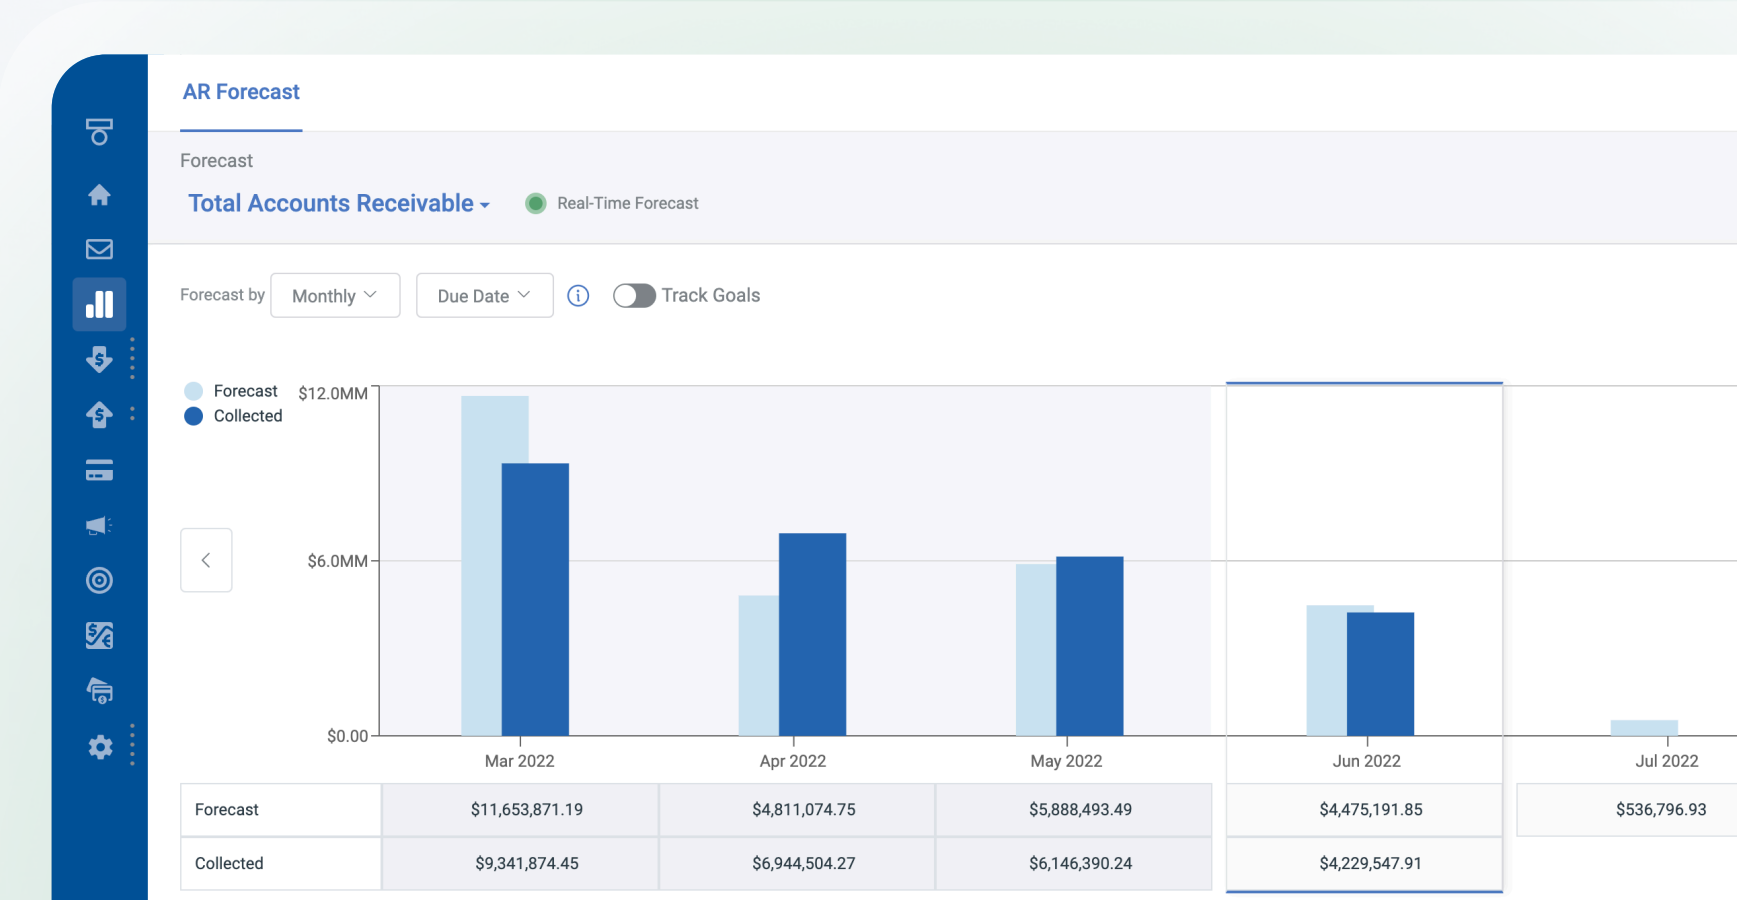 AR Forecast
Forecast
Total Accounts Receivable
Real-Time Forecast
Forecast by Monthly Due Date Track Goals
Forecast
Collected
$12.0MM
$6.0MM
$0.00
Mar 2022 Apr 2022 May 2022 Jun 2022 Jul 2022
Forecast $11,653,871.19 $4,811,074.75 $5,888,493.49 $4,475,191.85 $536,796.93
Collected $9,341,874.45 $6,944,504.27 $6,146,390.24 $4,229,547.91